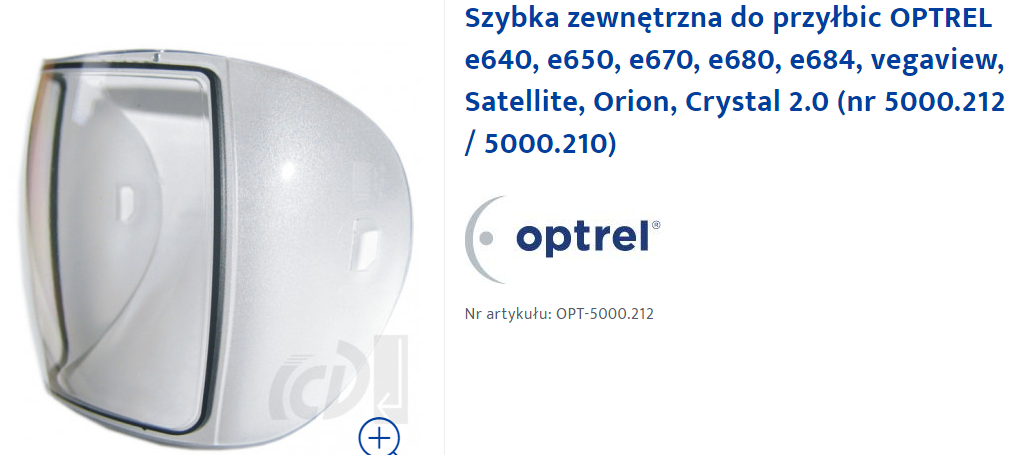 Szybka zewnętrzna do przyłbic OPTREL
e640, e650, e670, e680, e684, vegaview,
Satellite, Orion, Crystal 2.0 (nr 5000.212
/ 5000.210)
optrel®
Nr artykułu: OPT-5000.212
ICD